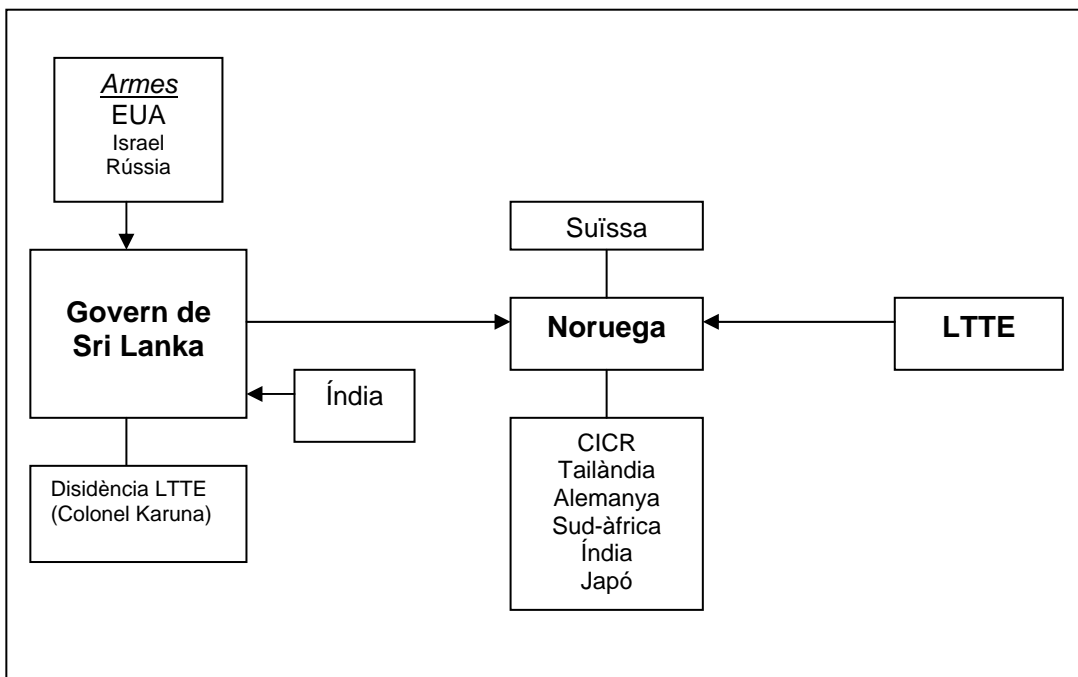 Armes
EUA
Israel
Rússia
Suïssa
Govern de
Sri Lanka
Noruega
LTTE
Índia
Disidència LTTE
(Colonel Karuna)
CICR
Tailàndia
Alemanya
Sud-àfrica
Índia
Japó